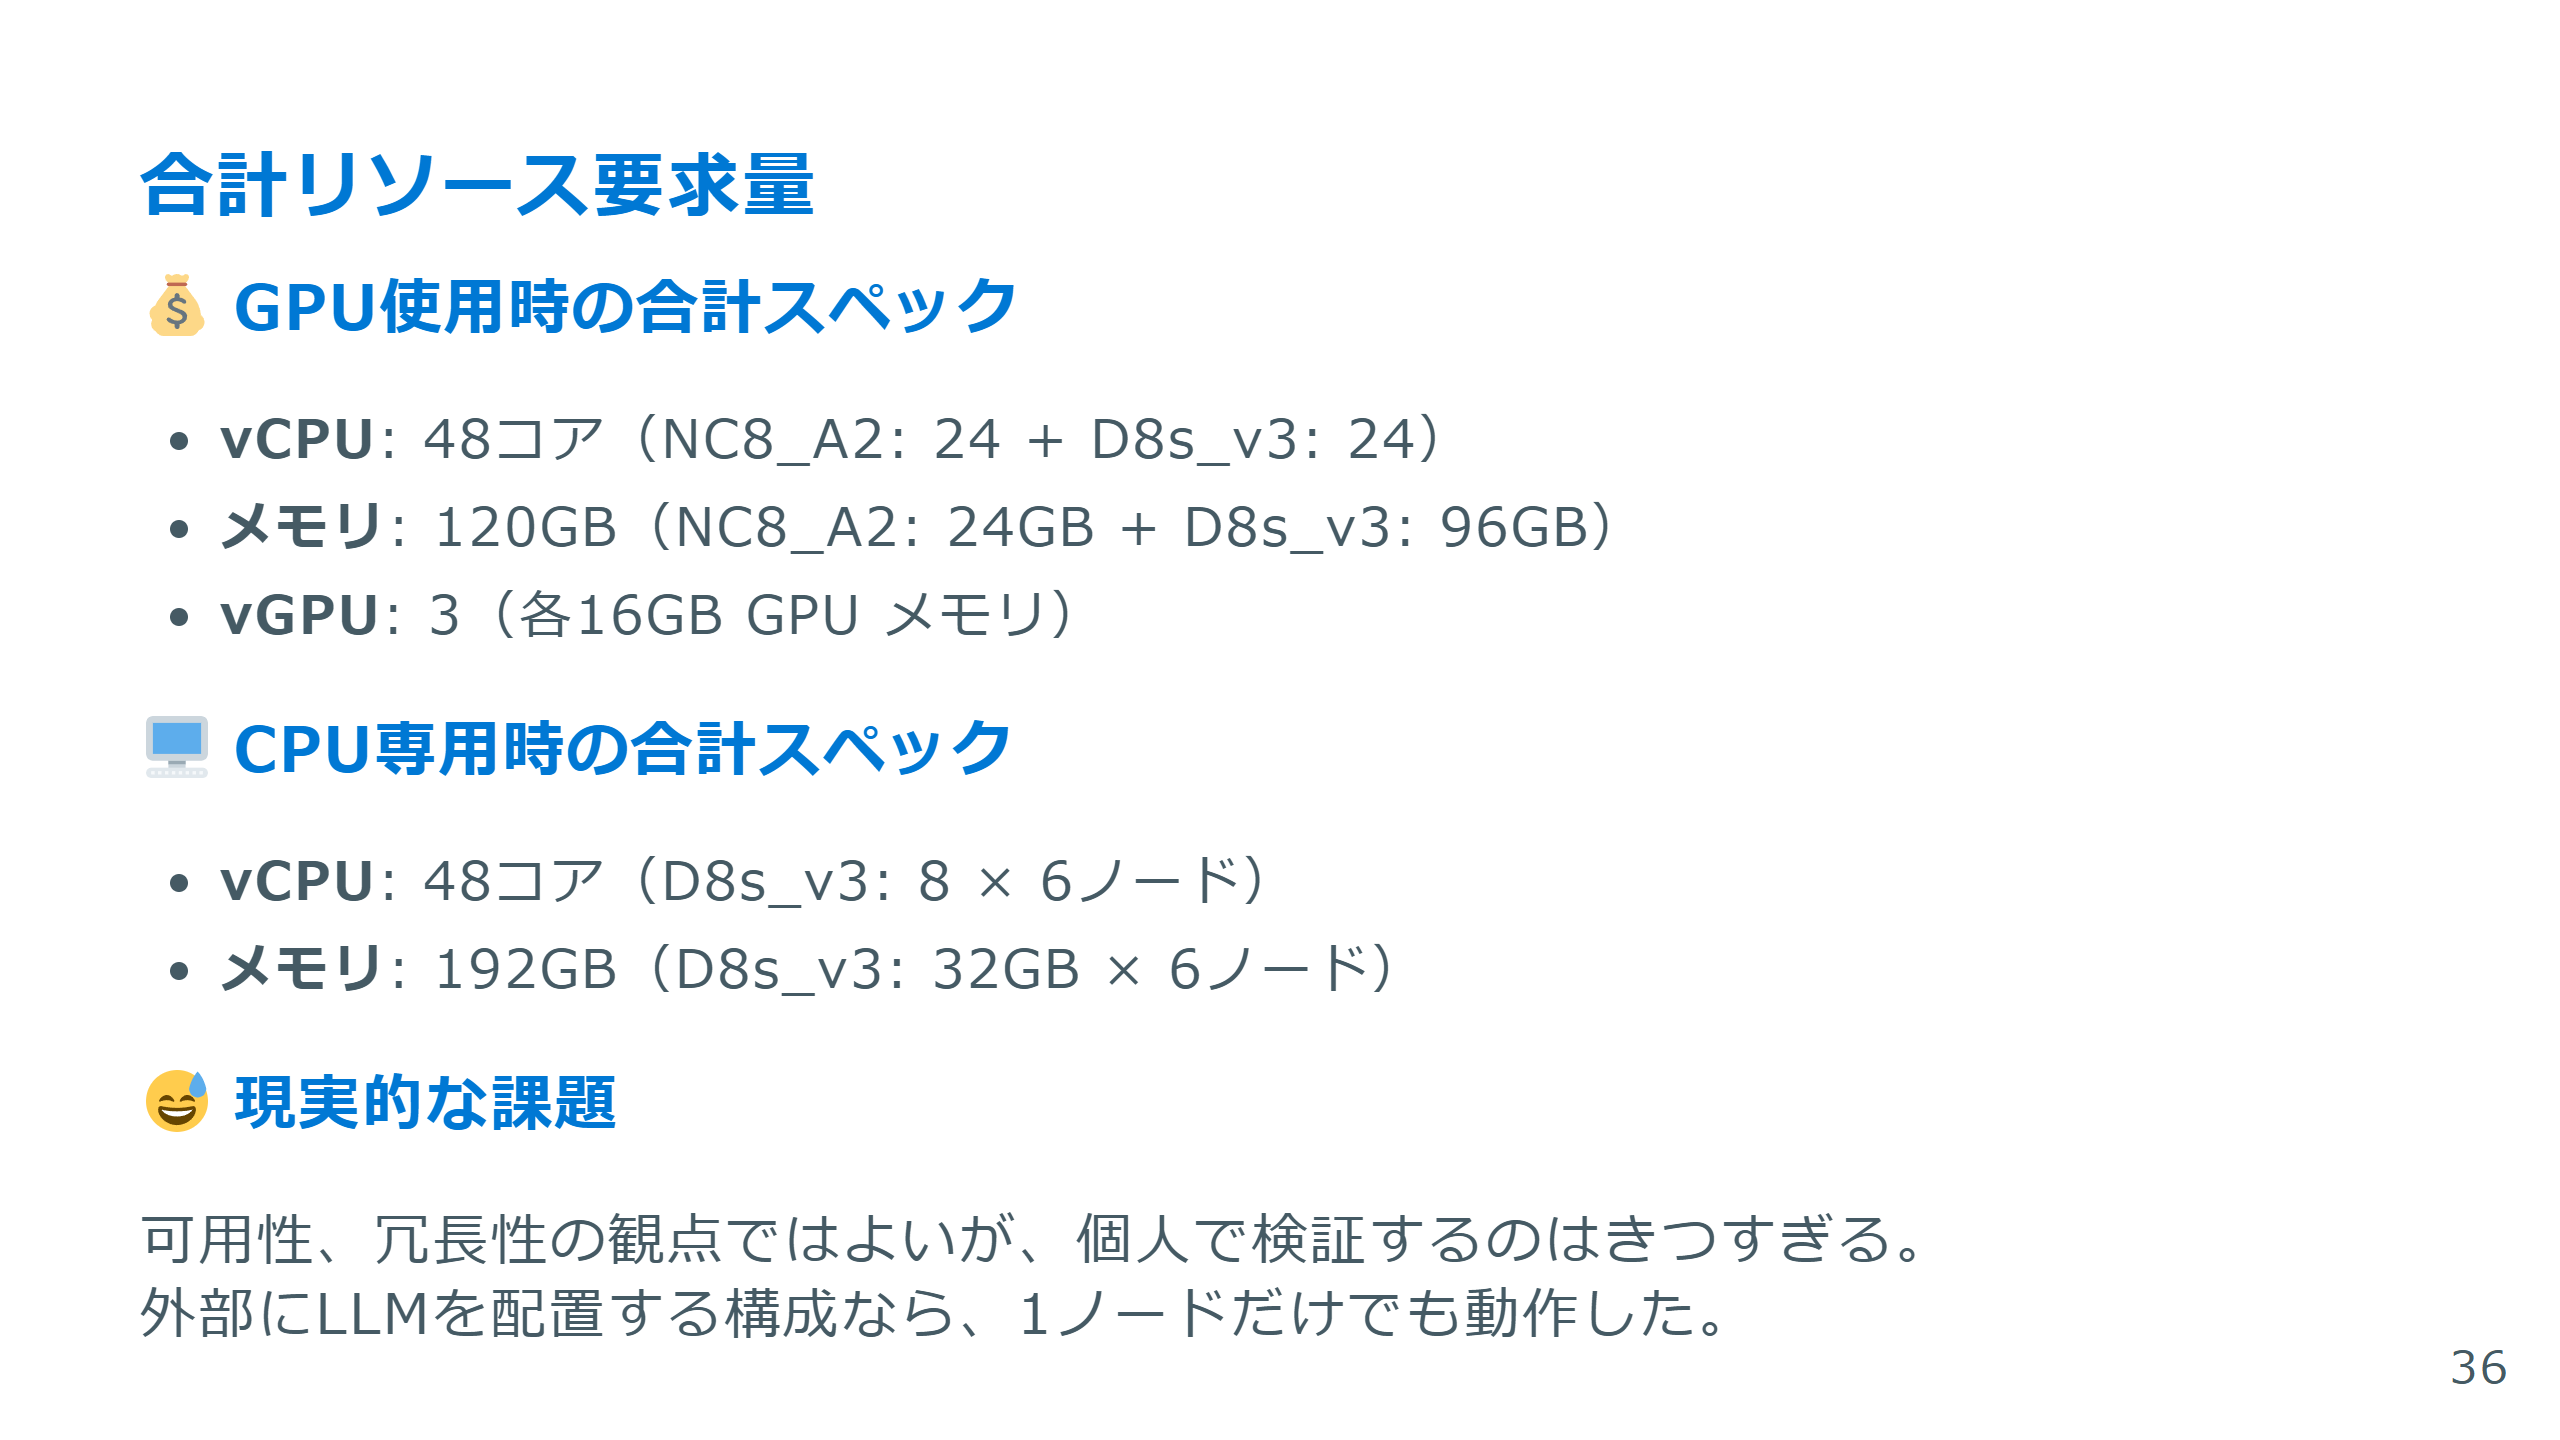 合計リソース要求量
💰 GPU使用時の合計スペック
• vCPU: 48コア（NC8_A2: 24 + D8s_v3: 24）
• メモリ: 120GB（NC8_A2: 24GB + D8s_v3: 96GB）
• vGPU: 3（各16GB GPU メモリ）
🖥️ CPU専用時の合計スペック
• vCPU: 48コア（D8s_v3: 8 × 6ノード）
• メモリ: 192GB（D8s_v3: 32GB × 6ノード）
😅 現実的な課題
可用性、冗長性の観点ではよいが、個人で検証するのはきつすぎる。
外部にLLMを配置する構成なら、1ノードだけでも動作した。
36